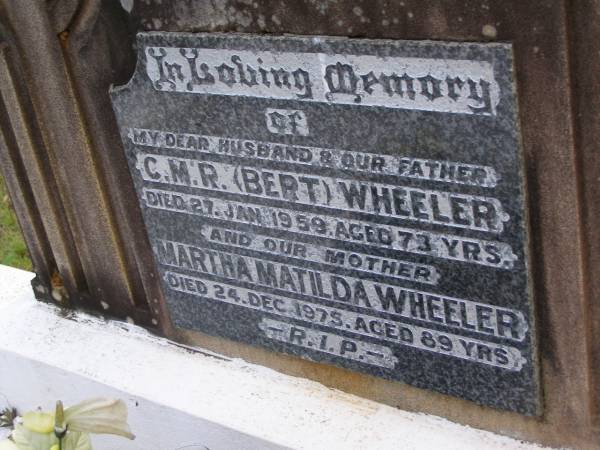 In Loving Memory
of
MY DEAR HUSBAND & OUR FATHER
C.M.R. (BERT) WHEELER
DIED 27. JAN. 1959. AGED 73 YRS.
AND OUR MOTHER
MARTHA MATILDA WHEELER
DIED 24. DEC. 1975. AGED 89 YRS
–R.I.P.–